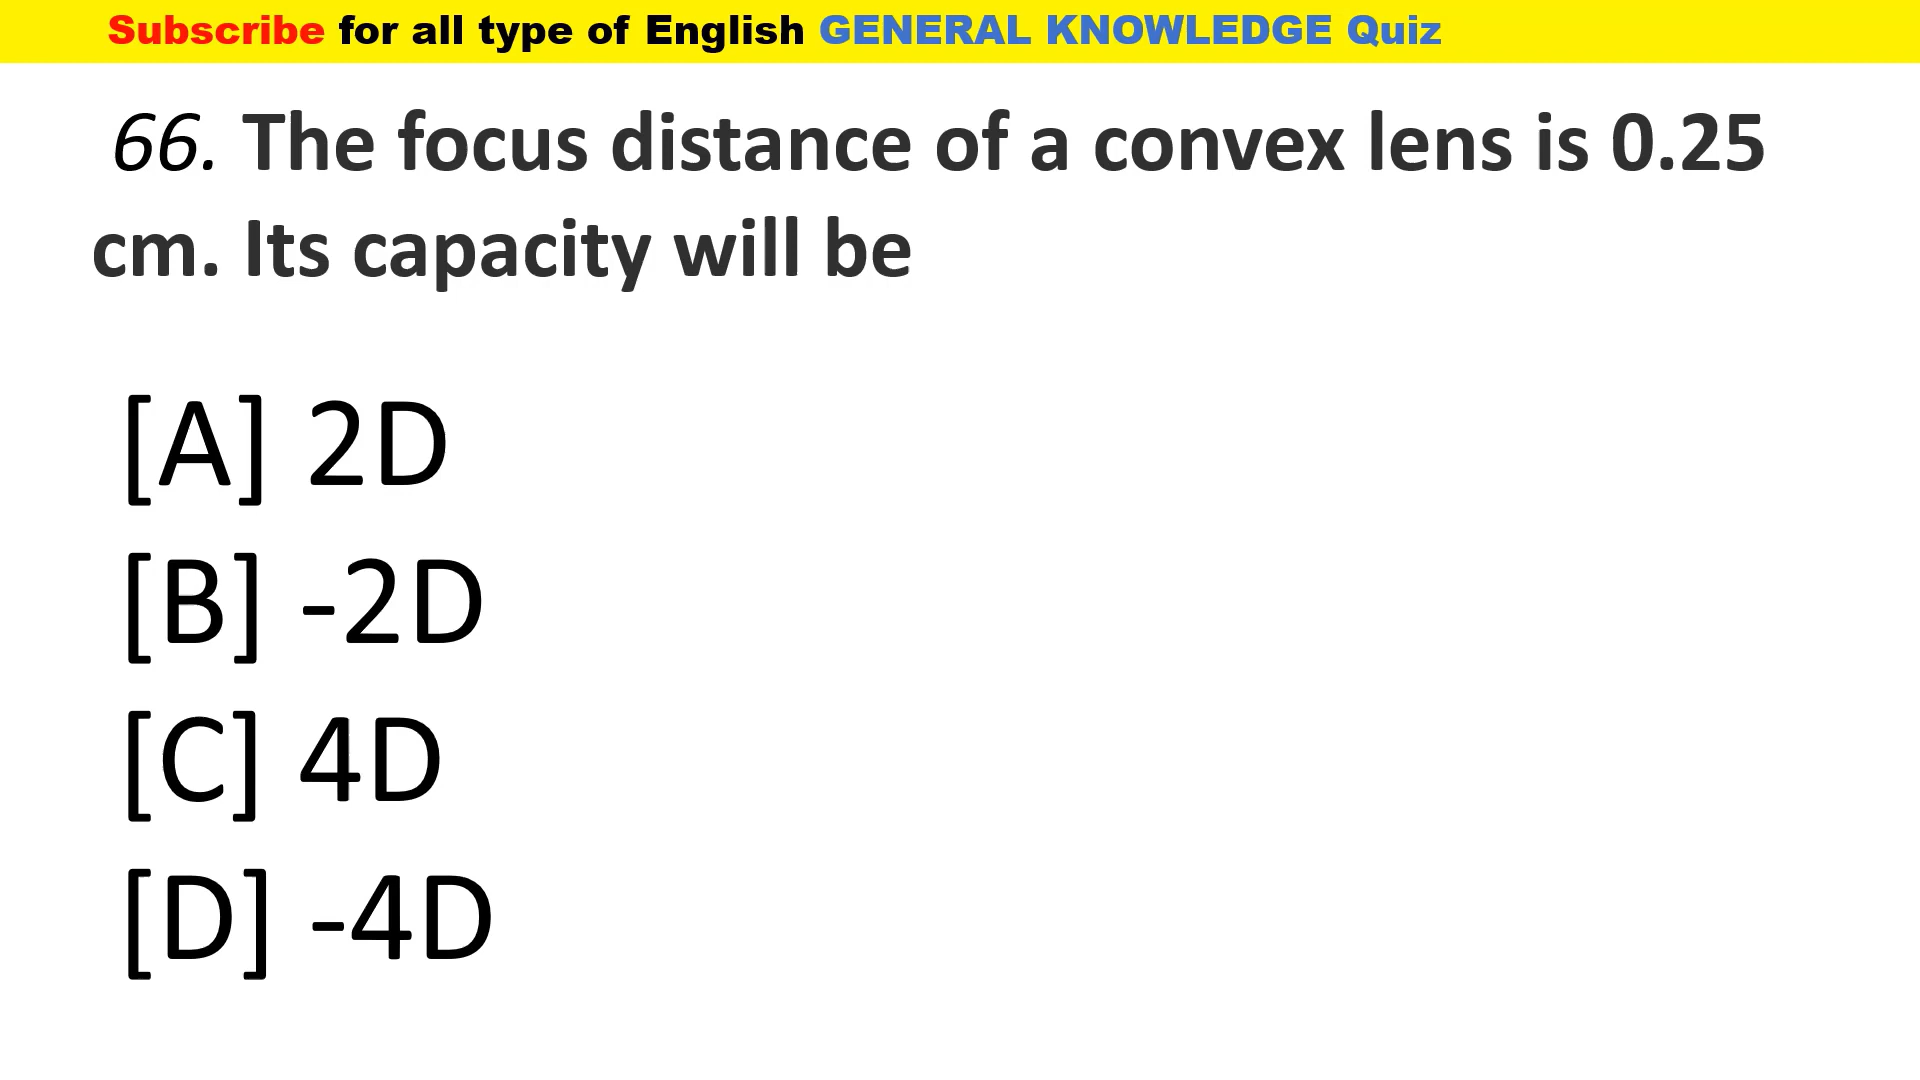 Subscribe for all type of English GENERAL KNOWLEDGE Quiz
66. The focus distance of a convex lens is 0.25
cm. Its capacity will be
[A] 2D
[B] -2D
[C] 4D
[D] -4D